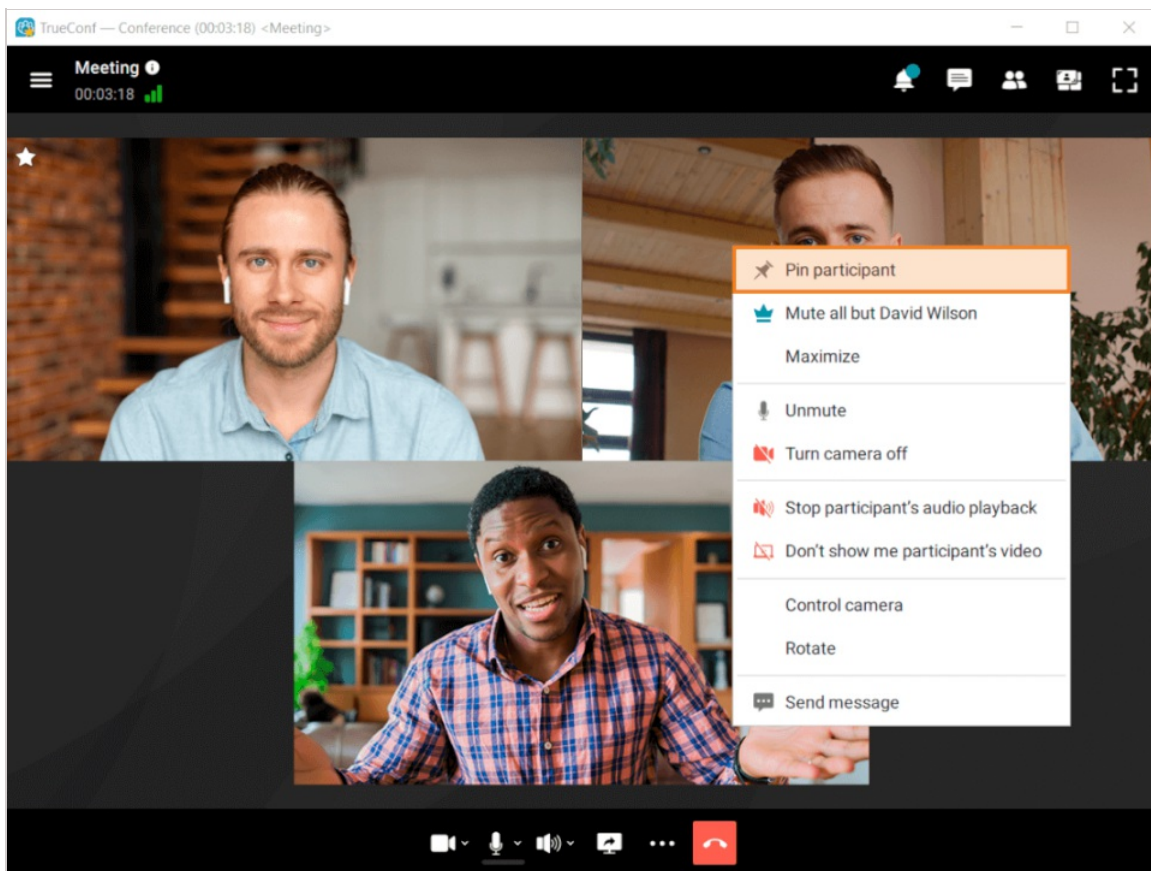 TrueConf — Conference (00:03:18) <Meeting>
Meeting
00:03:18
Pin participant
Mute all but David Wilson
Maximize
Unmute
Turn camera off
Stop participant's audio playback
Don't show me participant's video
Control camera
Rotate
Send message